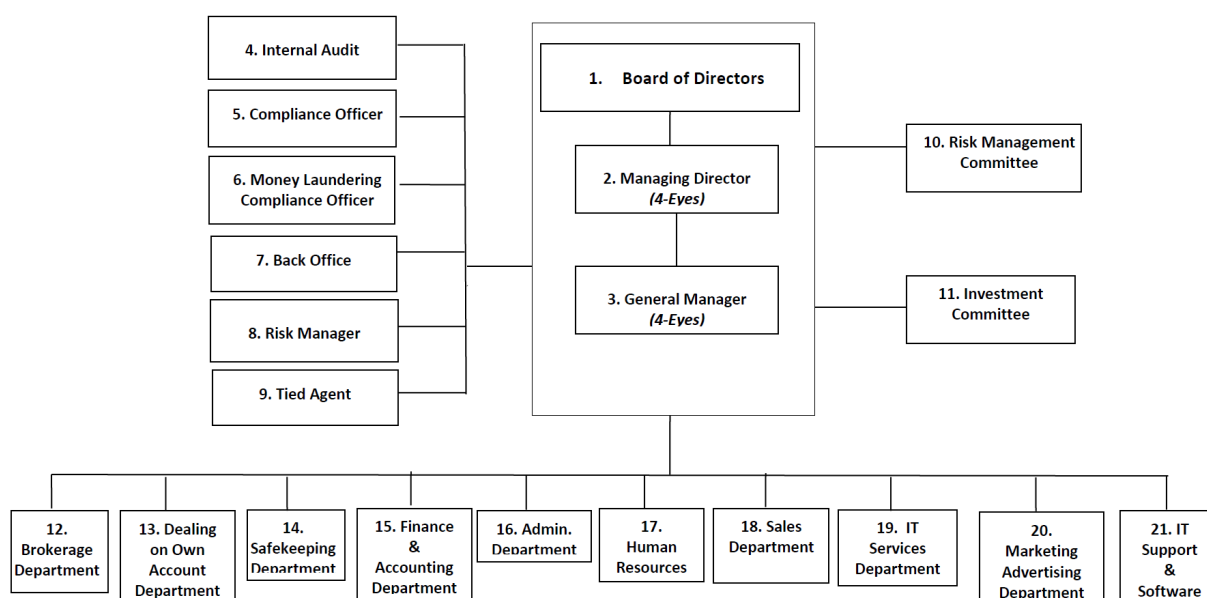 4. Internal Audit
5. Compliance Officer
6. Money Laundering
Compliance Officer
7. Back Office
8. Risk Manager
9. Tied Agent
1. Board of Directors
2. Managing Director
(4-Eyes)
3. General Manager
(4-Eyes)
10. Risk Management
Committee
11. Investment
Committee
12.
Brokerage
Department
13. Dealing
on Own
Account
Department
14.
Safekeeping
Department
15. Finance
&
Accounting
Department
16. Admin.
Department
17.
Human
Resources
18. Sales
Department
19. IT
Services
Department
20.
Marketing
Advertising
Department
21. IT
Support
&
Software